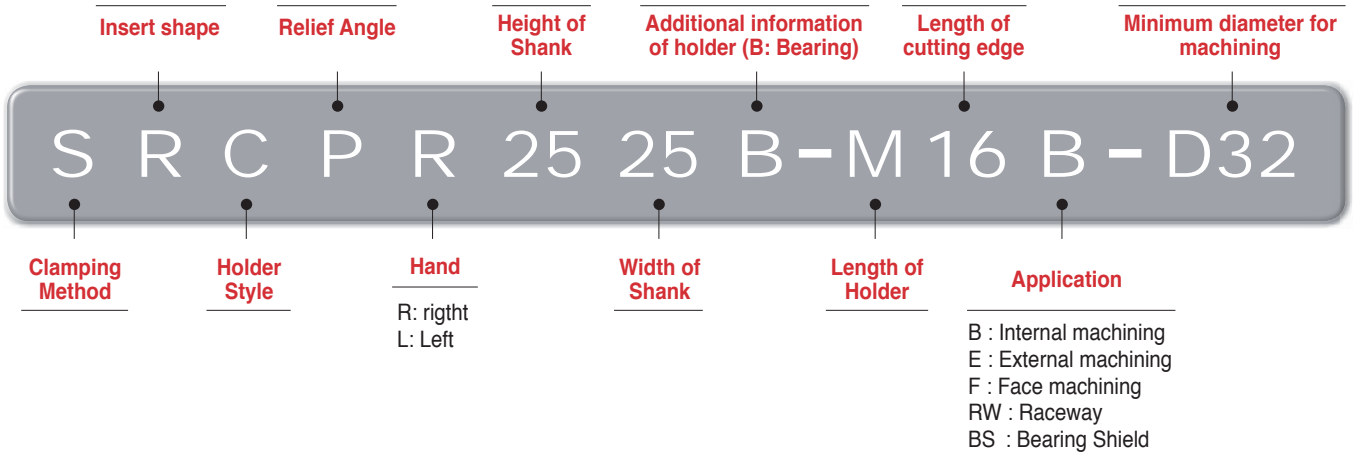 Insert shape
Relief Angle
Height of
Shank
Additional information
of holder (B: Bearing)
Length of
cutting edge
Minimum diameter for
machining
S R C P R 25 25 B-M 16 B - D32
Clamping
Method
Holder
Style
Hand
R: rigtht
L: Left
Width of
Shank
Length of
Holder
Application
B : Internal machining
E : External machining
F : Face machining
RW : Raceway
BS : Bearing Shield